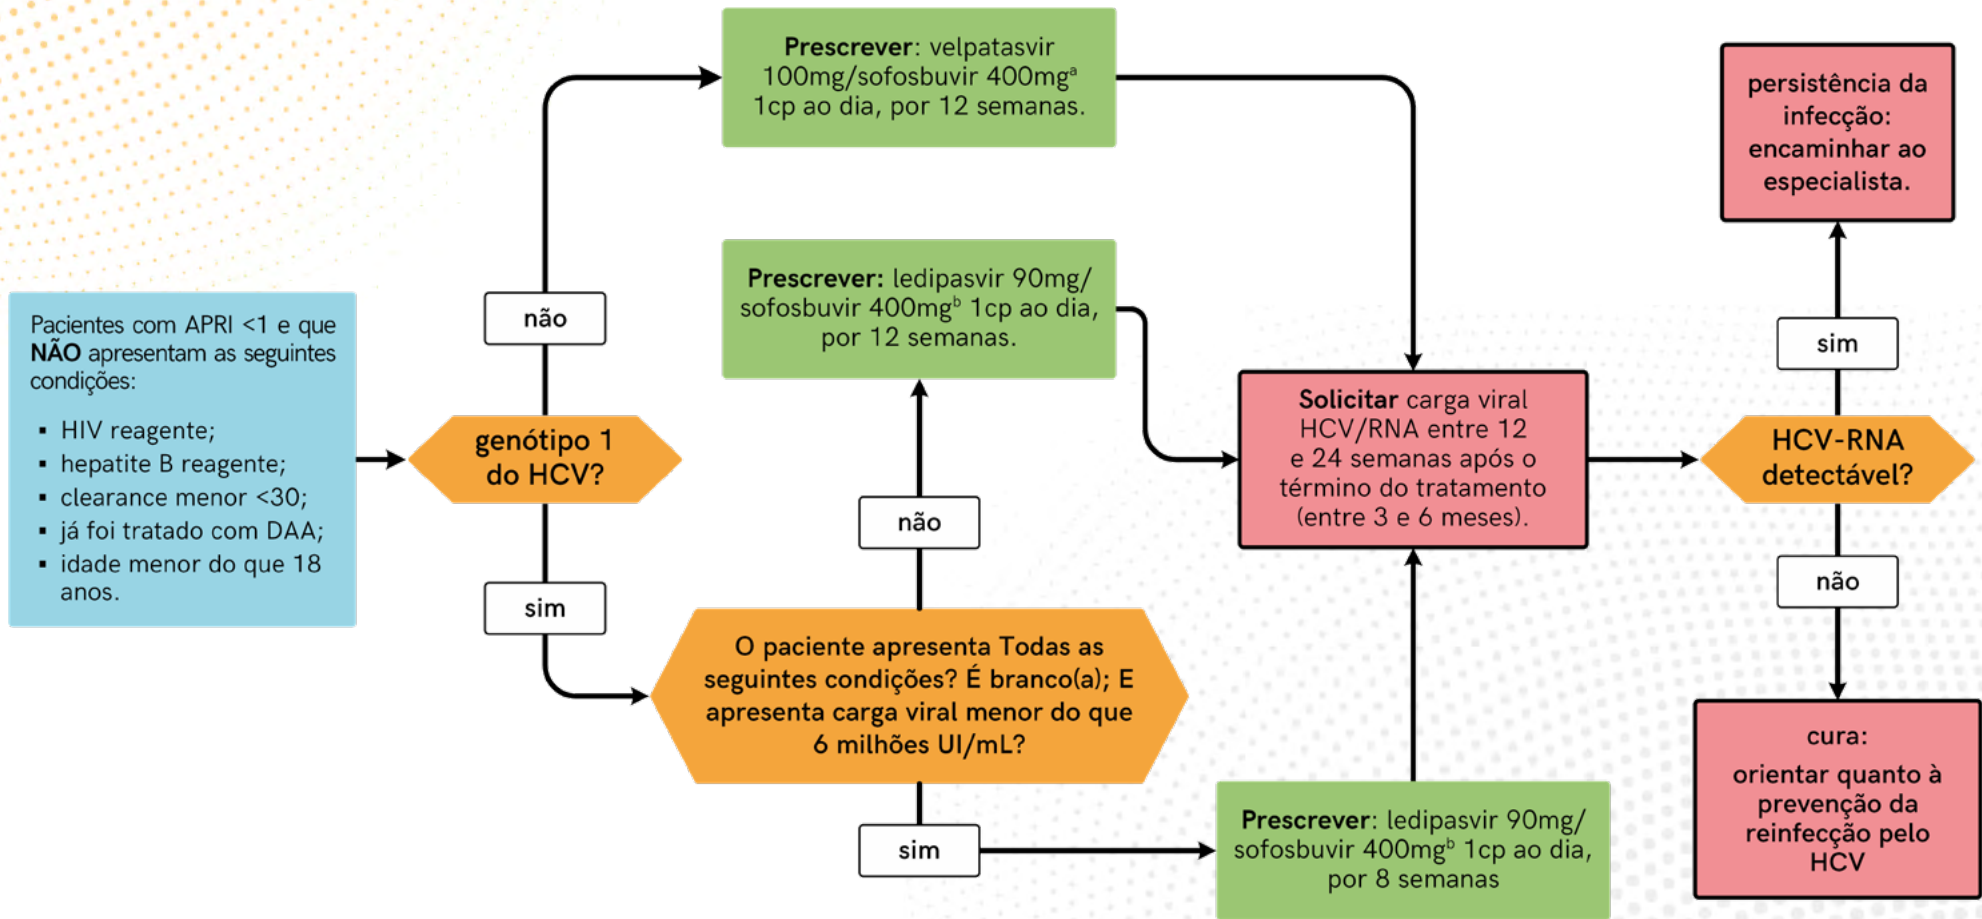 Pacientes com APRI <1 e que
NÃO apresentam as seguintes
condições:
▪ HIV reagente;
▪ hepatite B reagente;
▪ clearance menor <30;
▪ já foi tratado com DAA;
▪ idade menor do que 18
anos.
genótipo 1
do HCV?
não
Prescrever: velpatasvir
100mg/sofosbuvir 400mgᵃ
1cp ao dia, por 12 semanas.
sim
O paciente apresenta Todas as
seguintes condições? É branco(a); E
apresenta carga viral menor do que
6 milhões UI/mL?
não
Prescrever: ledipasvir 90mg/
sofosbuvir 400mgᵇ 1cp ao dia,
por 12 semanas.
sim
Prescrever: ledipasvir 90mg/
sofosbuvir 400mgᵇ 1cp ao dia,
por 8 semanas
Solicitar carga viral
HCV/RNA entre 12
e 24 semanas após o
término do tratamento
(entre 3 e 6 meses).
HCV-RNA
detectável?
sim
persistência da
infecção:
encaminhar ao
especialista.
não
cura:
orientar quanto à
prevenção da
reinfecção pelo
HCV